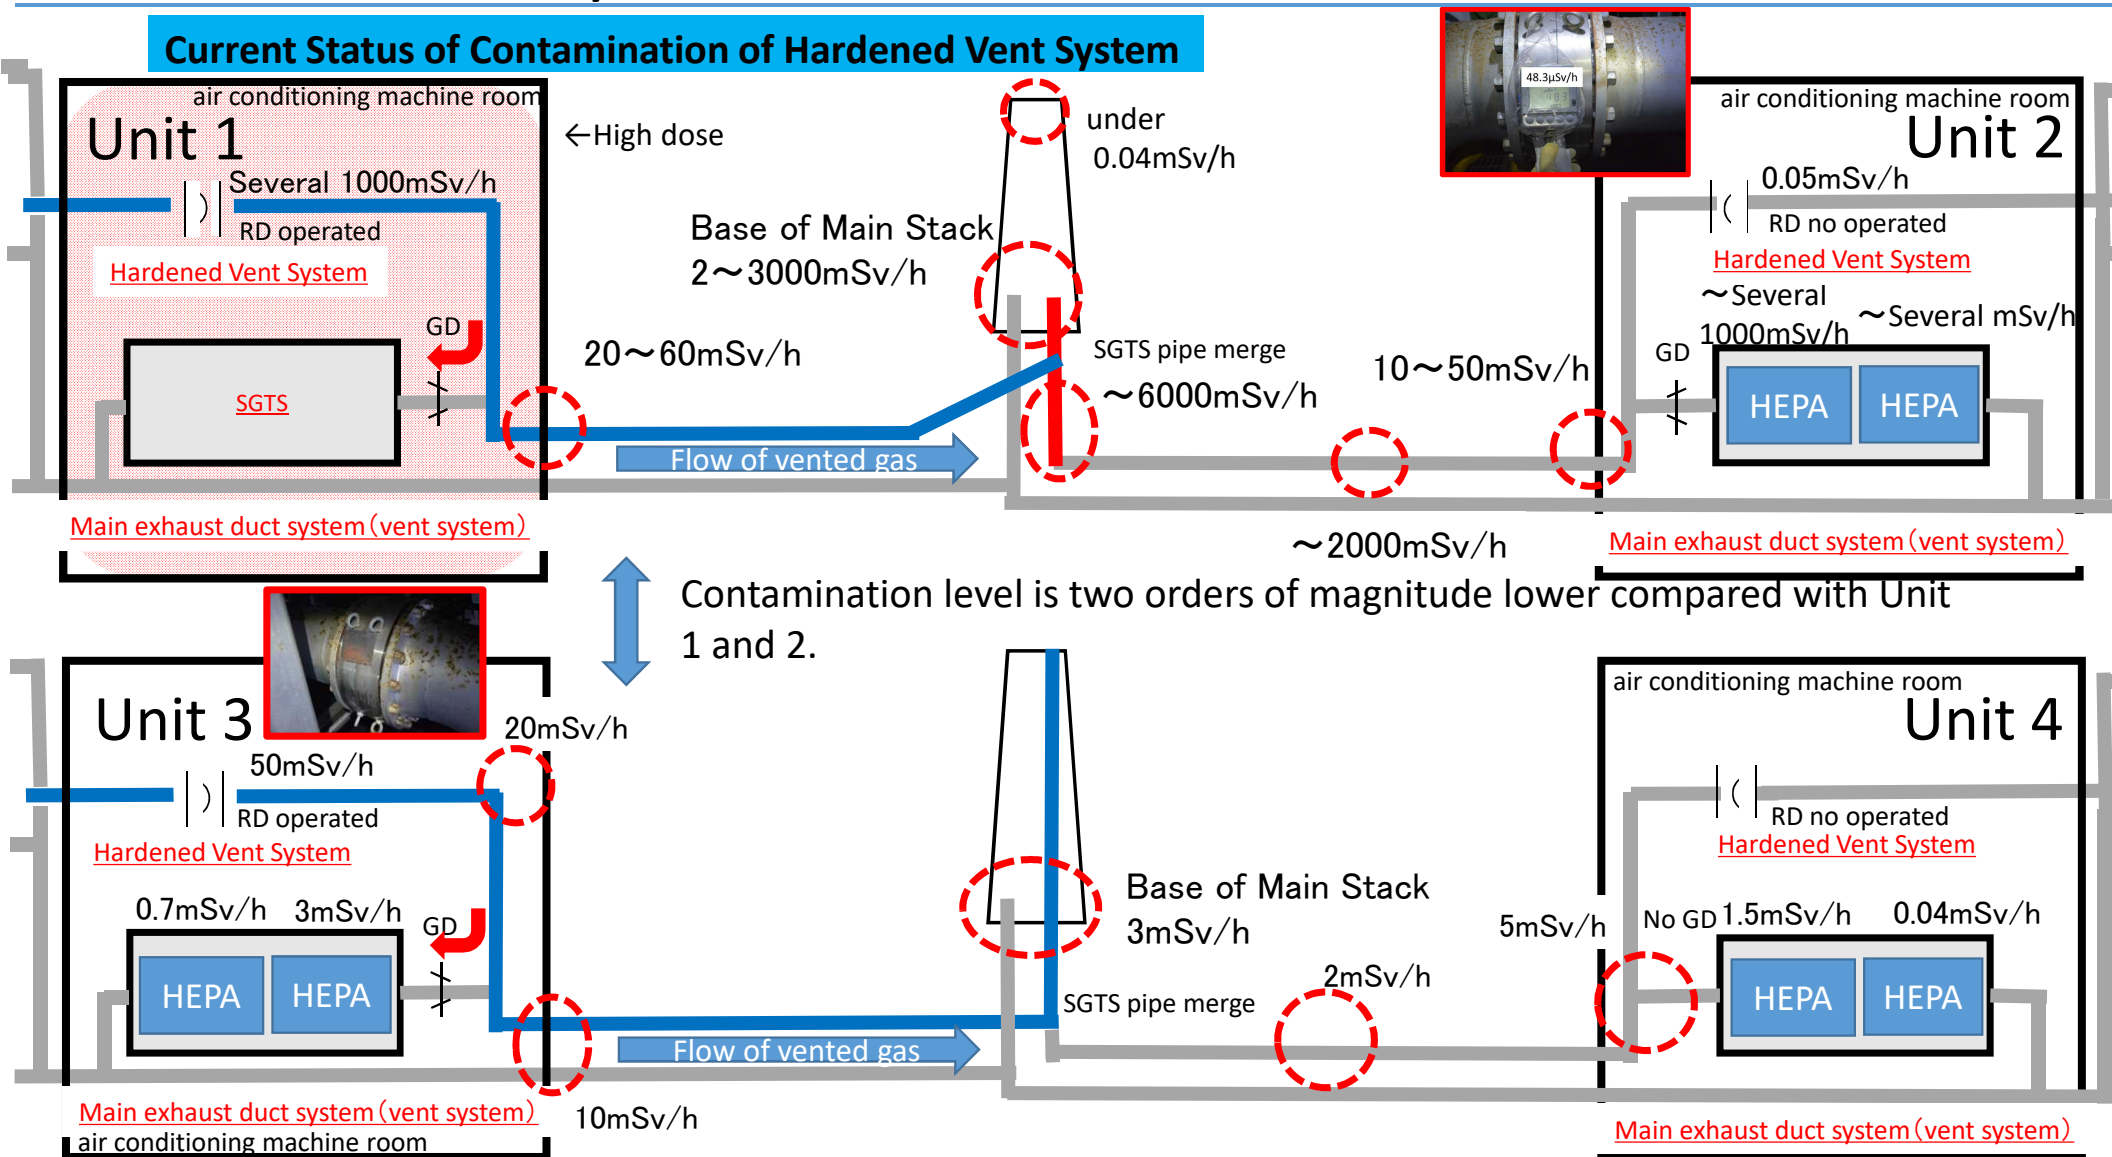 Current Status of Contamination of Hardened Vent System
air conditioning machine room
Unit 1
←High dose
Several 1000mSv/h
RD operated
Hardened Vent System
GD
SGTS
20～60mSv/h
Flow of vented gas
Main exhaust duct system（vent system）
under
0.04mSv/h
Base of Main Stack
2～3000mSv/h
SGTS pipe merge
～6000mSv/h
10～50mSv/h
～2000mSv/h
48.3μSv/h
air conditioning machine room
Unit 2
0.05mSv/h
RD no operated
Hardened Vent System
～Several
1000mSv/h
～Several mSv/h
GD
HEPA
HEPA
Main exhaust duct system（vent system）
Contamination level is two orders of magnitude lower compared with Unit
1 and 2.
Unit 3
20mSv/h
50mSv/h
RD operated
Hardened Vent System
0.7mSv/h
3mSv/h
GD
HEPA
HEPA
Flow of vented gas
Main exhaust duct system（vent system）
air conditioning machine room
10mSv/h
Base of Main Stack
3mSv/h
SGTS pipe merge
2mSv/h
air conditioning machine room
Unit 4
RD no operated
Hardened Vent System
5mSv/h
No GD
1.5mSv/h
0.04mSv/h
HEPA
HEPA
Main exhaust duct system（vent system）